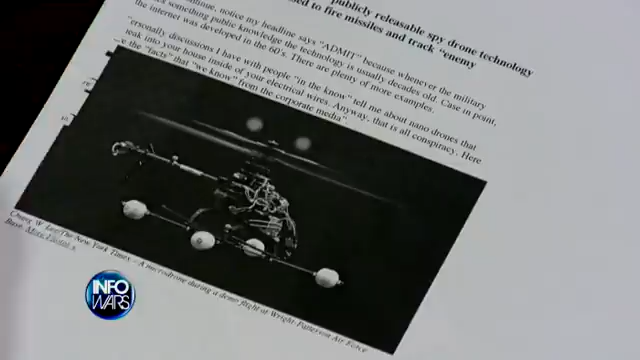 publicly releasable spy drone technology
sed to fire missiles and track "enemy
ntinue, notice my headline says "ADMIT" because whenever the military
es something public knowledge the technology is usually decades old. Case in point,
the internet was developed in the 60's. There are plenty of more examples.
ersonally discussions I have with people "in the know" tell me about nano drones that
eak into your house inside of your electrical wires. Anyway, that is all conspiracy. Here
e the "facts" that "we know" from the corporate media"
Chang W. Lee/The New York Times - A microdrone during a demo flight at Wright-Patterson Air Force
Base. More Photos »
INFO
WARS